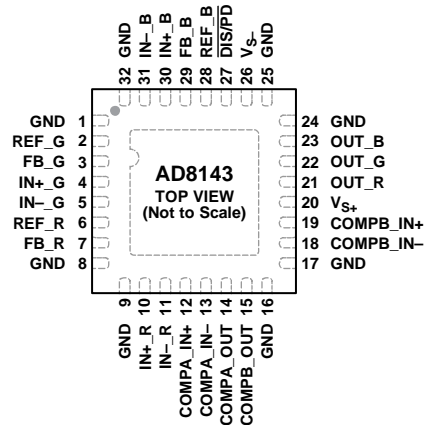 32 GND
31 IN–_B
30 IN+_B
29 FB_B
28 REF_B
27 DIS/PD
26 VS–
25 GND
GND 1
REF_G 2
FB_G 3
IN+_G 4
IN–_G 5
REF_R 6
FB_R 7
GND 8
AD8143
TOP VIEW
(Not to Scale)
24 GND
23 OUT_B
22 OUT_G
21 OUT_R
20 VS+
19 COMPB_IN+
18 COMPB_IN–
17 GND
GND 9
IN+_R 10
IN–_R 11
COMPA_IN+ 12
COMPA_IN– 13
COMPA_OUT 14
COMPB_OUT 15
GND 16